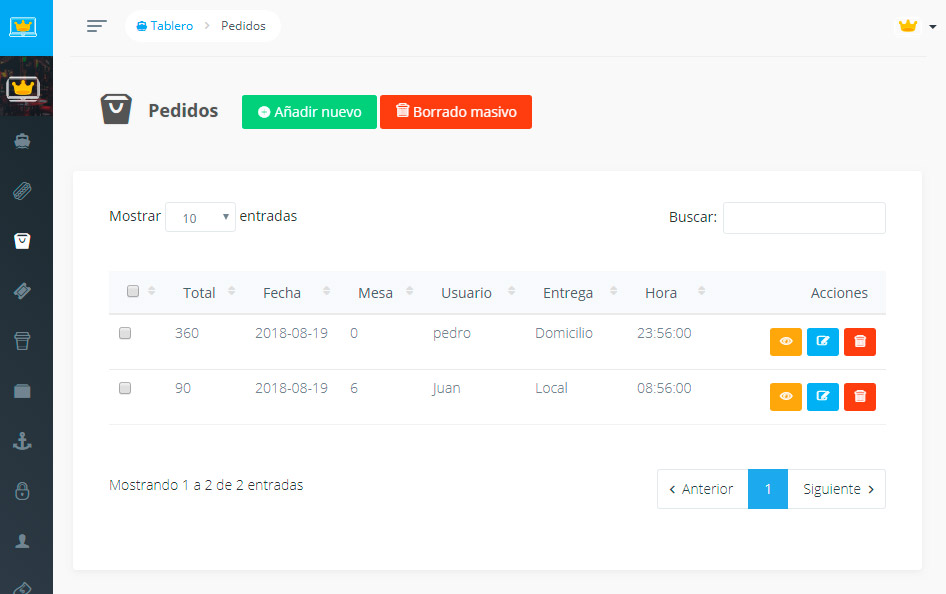 Tablero > Pedidos
Pedidos Añadir nuevo Borrado masivo
Mostrar 10 entradas Buscar:
Total Fecha Mesa Usuario Entrega Hora Acciones
360 2018-08-19 0 pedro Domicilio 23:56:00
90 2018-08-19 6 Juan Local 08:56:00
Mostrando 1 a 2 de 2 entradas ‹ Anterior 1 Siguiente ›